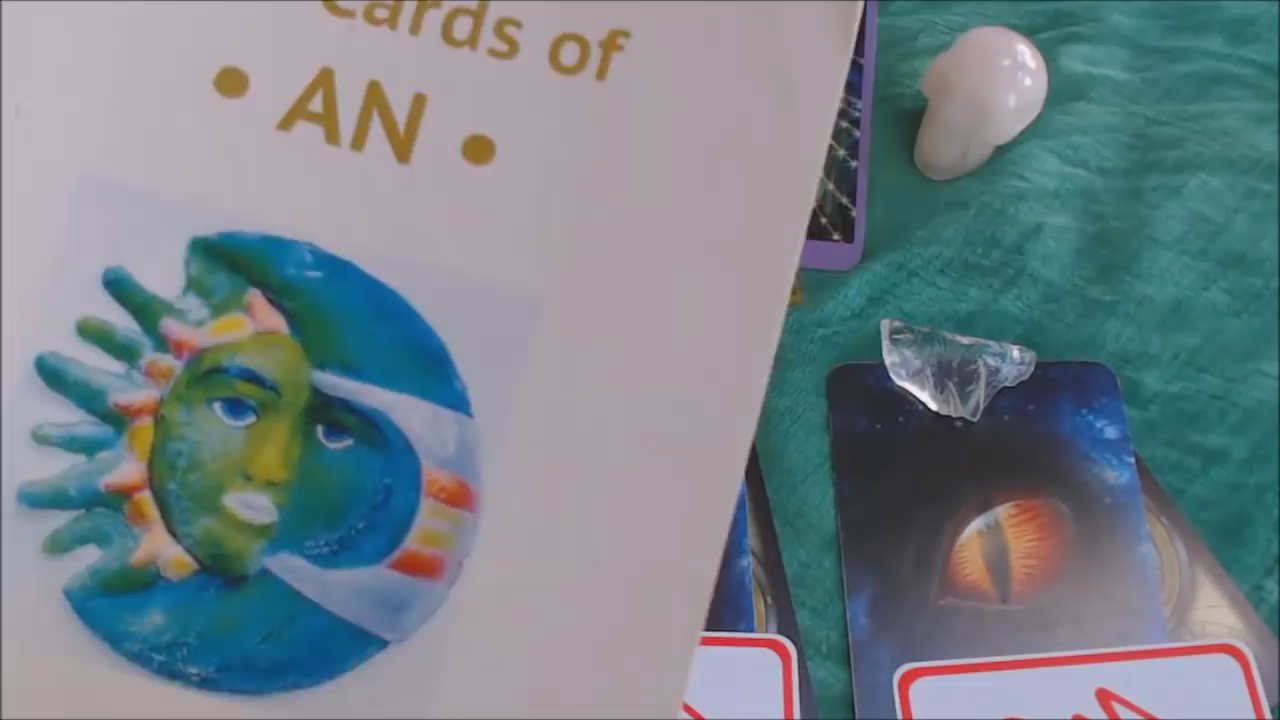 Cards of
• AN •